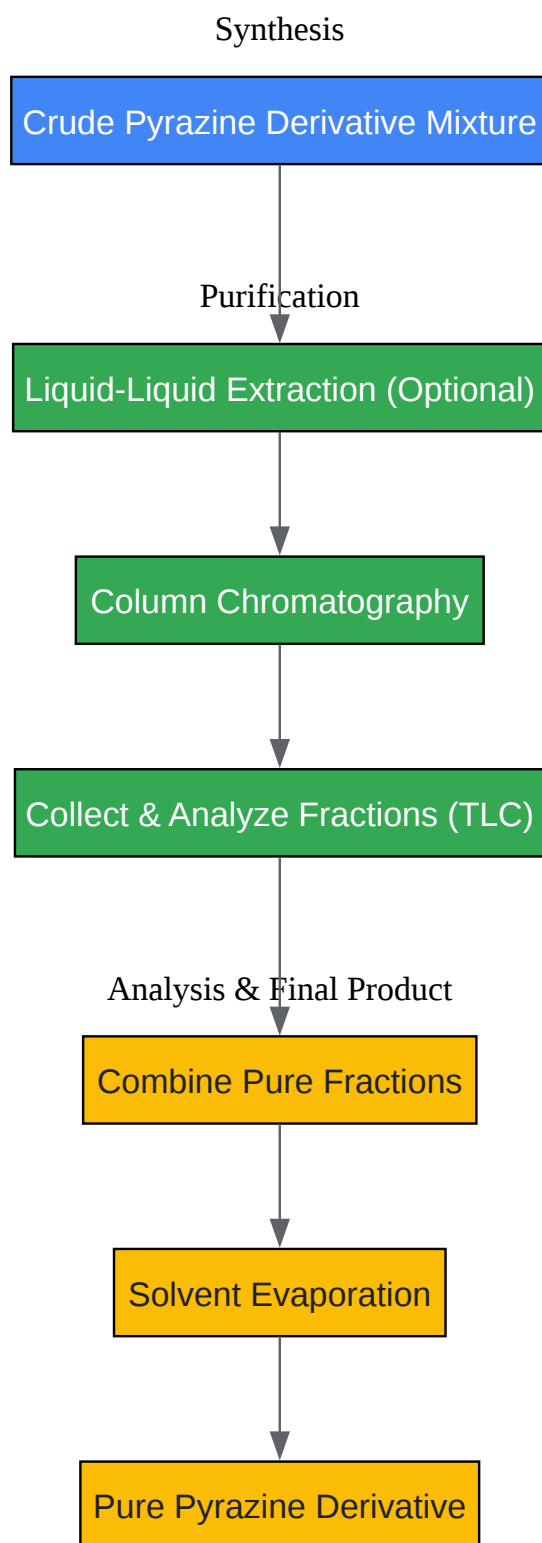 Synthesis
Crude Pyrazine Derivative Mixture
Purification
Liquid-Liquid Extraction (Optional)
Column Chromatography
Collect & Analyze Fractions (TLC)
Analysis & Final Product
Combine Pure Fractions
Solvent Evaporation
Pure Pyrazine Derivative